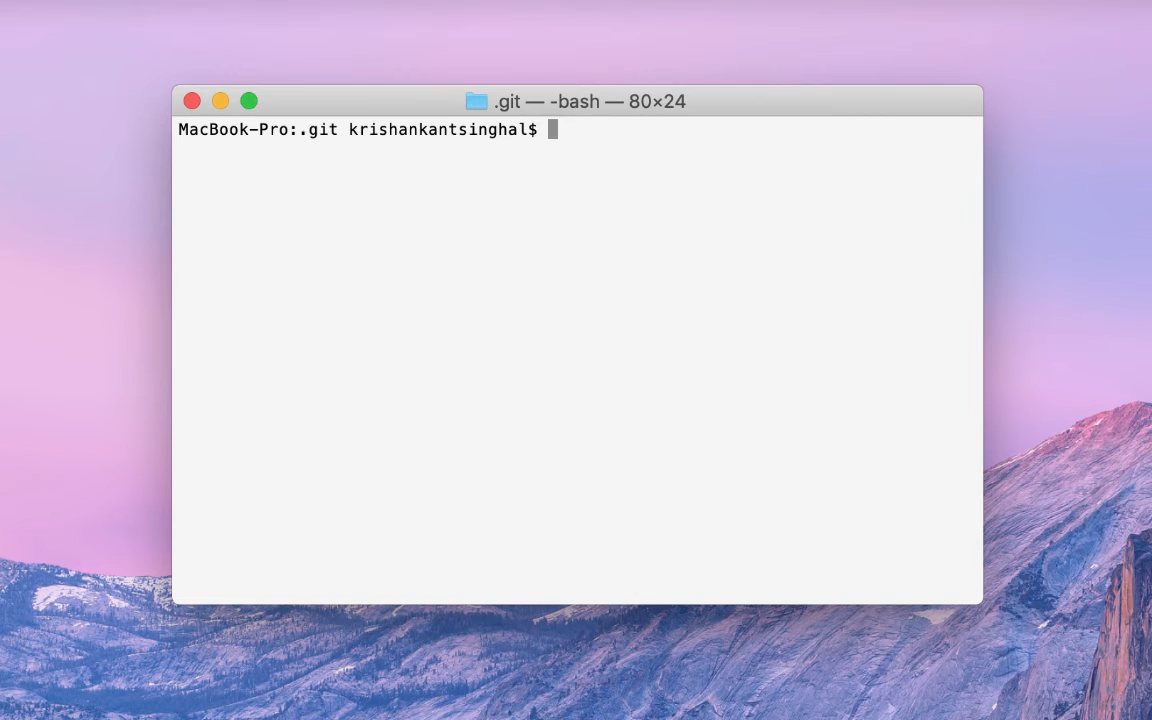 .git — -bash — 80×24
MacBook-Pro:.git krishankantsinghal$